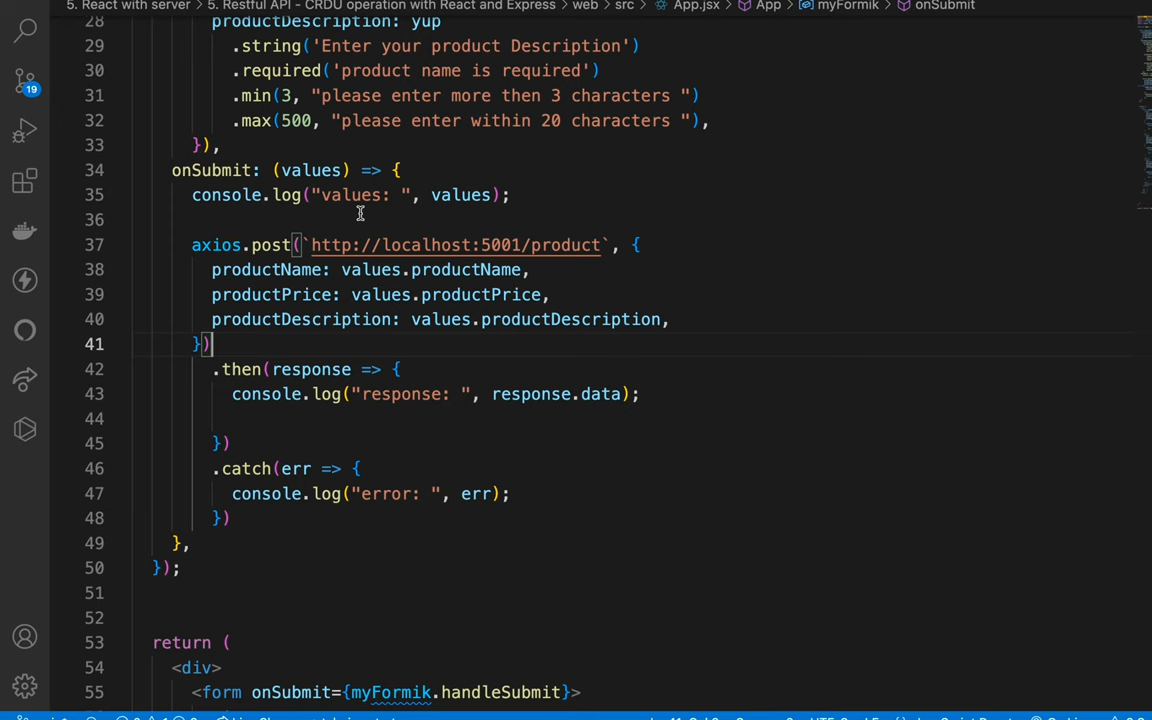 5. React with server > 5. Restful API - CRDU operation with React and Express > web > src > App.jsx > App > myFormik > onSubmit
28 productDescription: yup
29 .string('Enter your product Description')
30 .required('product name is required')
31 .min(3, "please enter more then 3 characters ")
32 .max(500, "please enter within 20 characters "),
33 }),
34 onSubmit: (values) => {
35 console.log("values: ", values);
36
37 axios.post(`http://localhost:5001/product`, {
38 productName: values.productName,
39 productPrice: values.productPrice,
40 productDescription: values.productDescription,
41 })
42 .then(response => {
43 console.log("response: ", response.data);
44
45 })
46 .catch(err => {
47 console.log("error: ", err);
48 })
49 },
50 });
51
52
53 return (
54 <div>
55 <form onSubmit={myFormik.handleSubmit}>
19